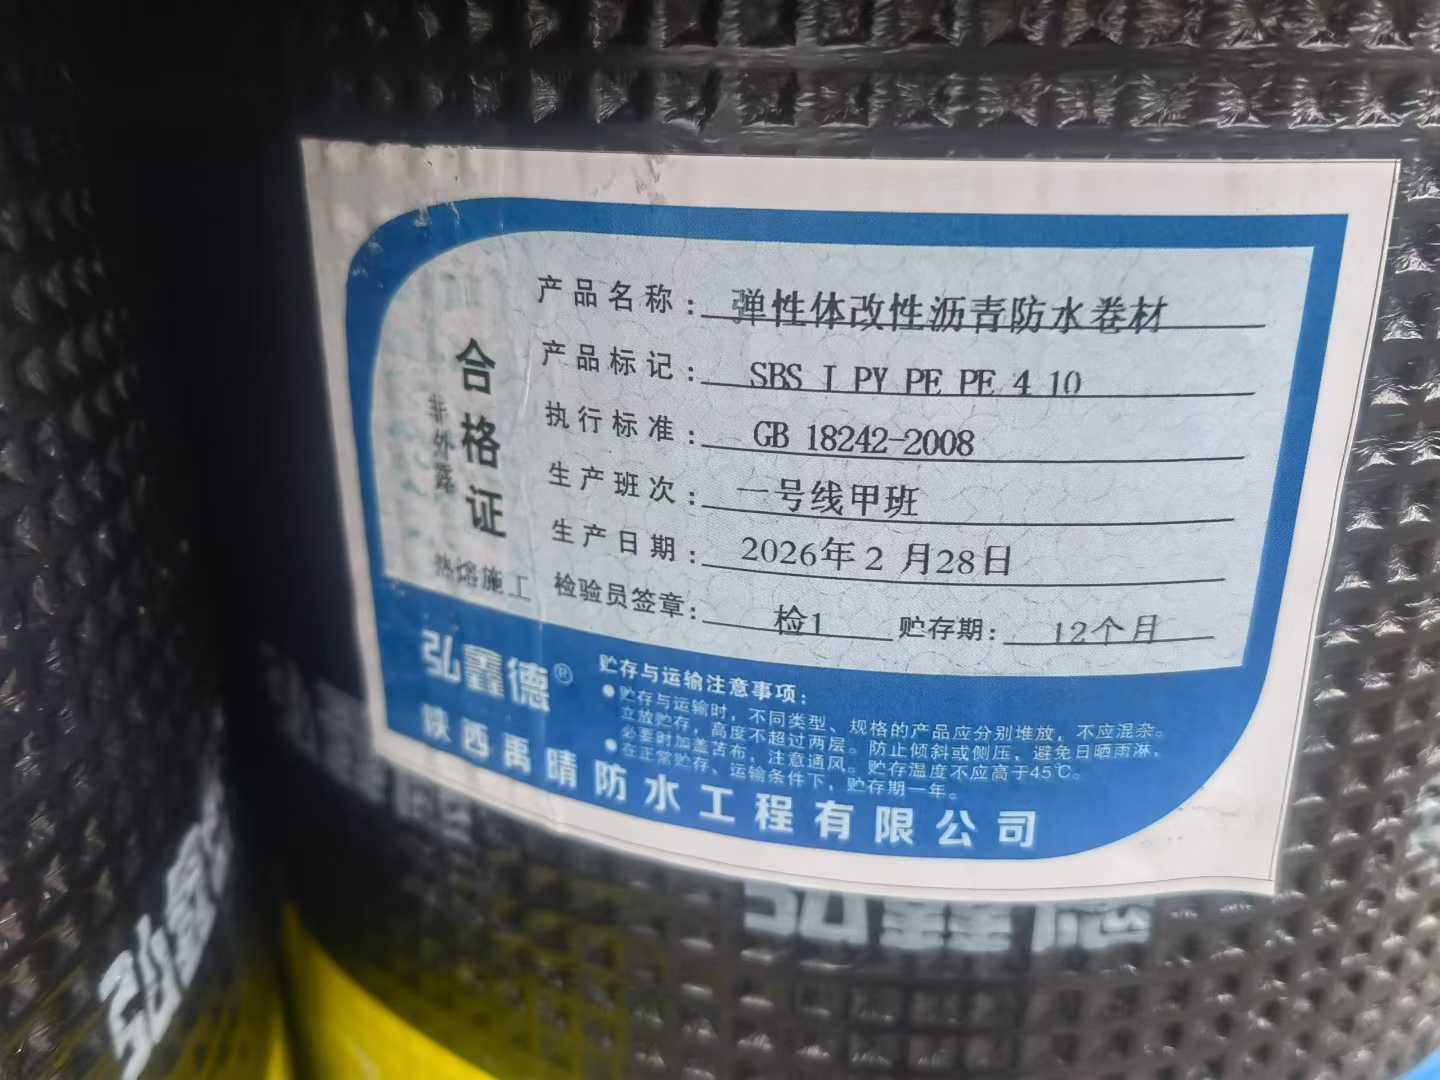 产品名称：弹性体改性沥青防水卷材
产品标记：SBS I PY PE PE 4 10
执行标准：GB 18242-2008
生产班次：一号线甲班
生产日期：2026年2月28日
检验员签章：检1 贮存期：12个月
合格证
非外露
热熔施工
弘鑫德®
贮存与运输注意事项：
●贮存与运输时，不同类型、规格的产品应分别堆放，不应混杂。
立放贮存，高度不超过两层。防止倾斜或侧压，避免日晒雨淋，
必要时加盖苫布，注意通风。贮存温度不应高于45℃。
●在正常贮存、运输条件下，贮存期一年。
陕西禹晴防水工程有限公司
弘鑫德
弘鑫